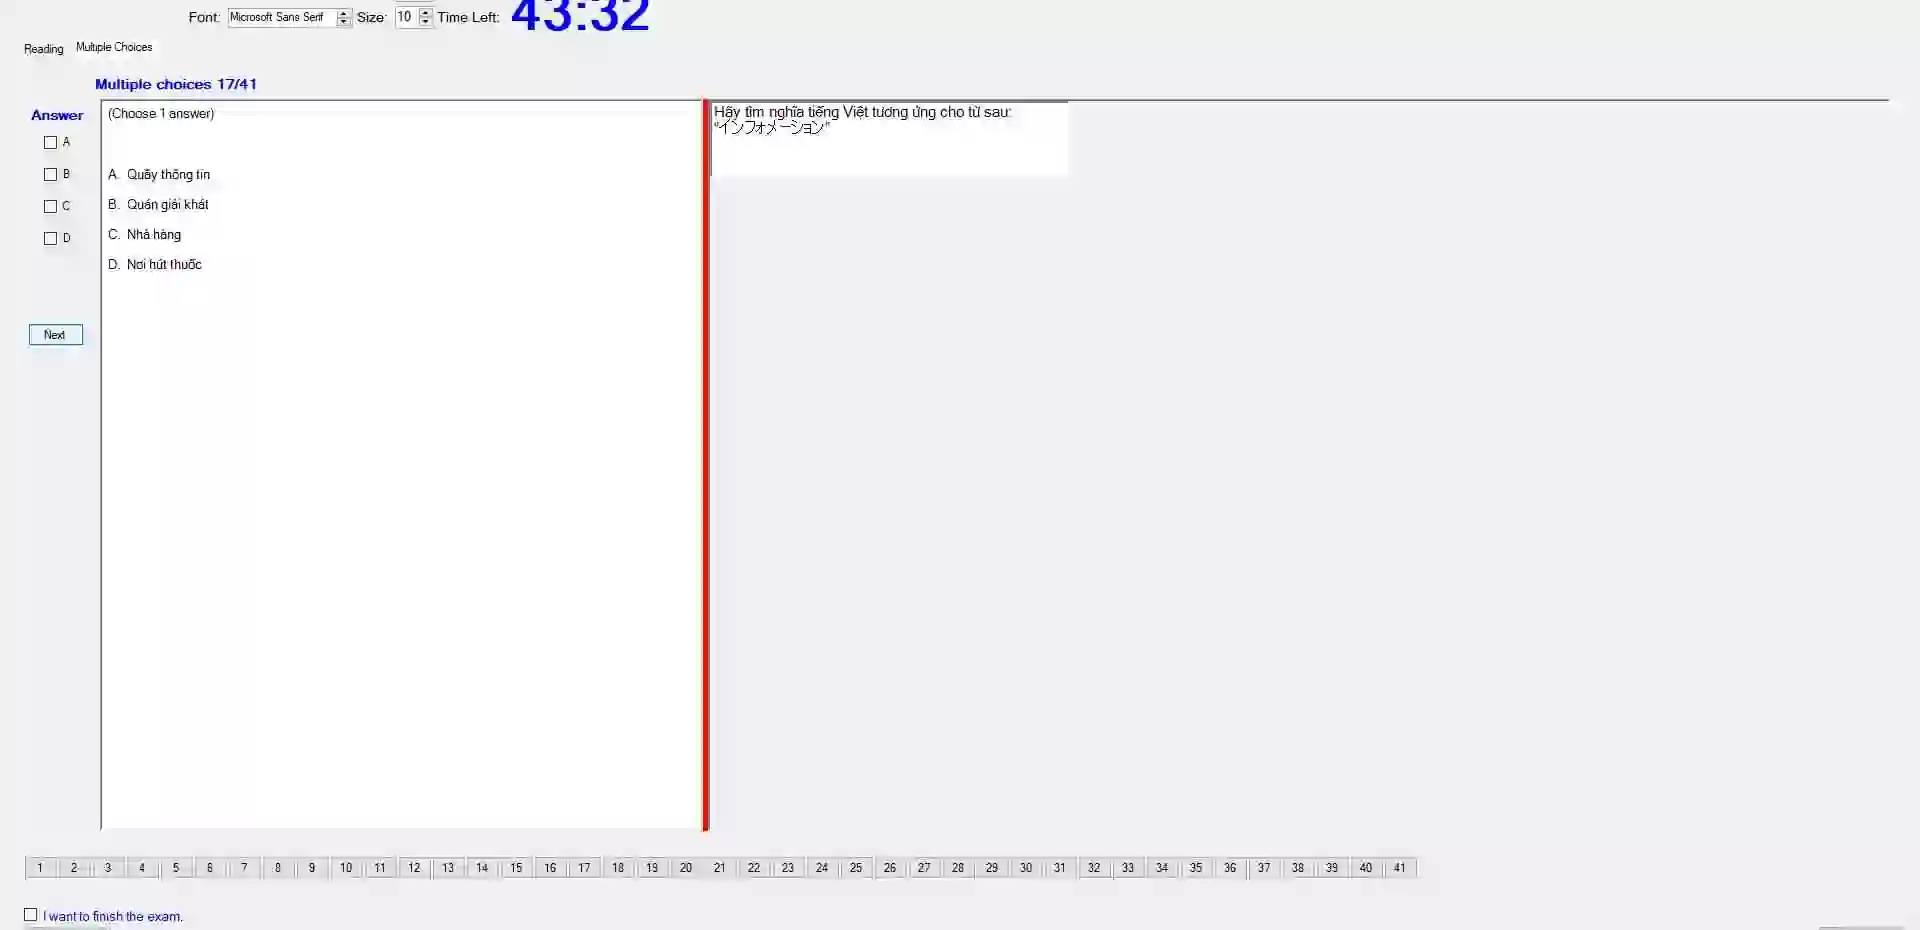 Font: Microsoft Sans Serif Size: 10 Time Left: 43:32
Reading Multiple Choices
Multiple choices 17/41
Answer
A
B
C
D
Next
(Choose 1 answer)
A. Quầy thông tin
B. Quán giải khát
C. Nhà hàng
D. Nơi hút thuốc
Hãy tìm nghĩa tiếng Việt tương ứng cho từ sau:
"インフォメーション"
1 2 3 4 5 6 7 8 9 10 11 12 13 14 15 16 17 18 19 20 21 22 23 24 25 26 27 28 29 30 31 32 33 34 35 36 37 38 39 40 41
I want to finish the exam.